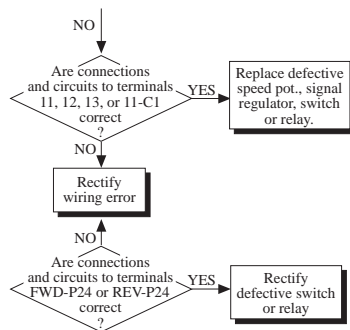 NO
Are connections
and circuits to terminals
11, 12, 13, or 11-C1
correct
?
YES
Replace defective
speed pot., signal
regulator, switch
or relay.
NO
Rectify
wiring error
NO
Are connections
and circuits to terminals
FWD-P24 or REV-P24
correct
?
YES
Rectify
defective switch
or relay